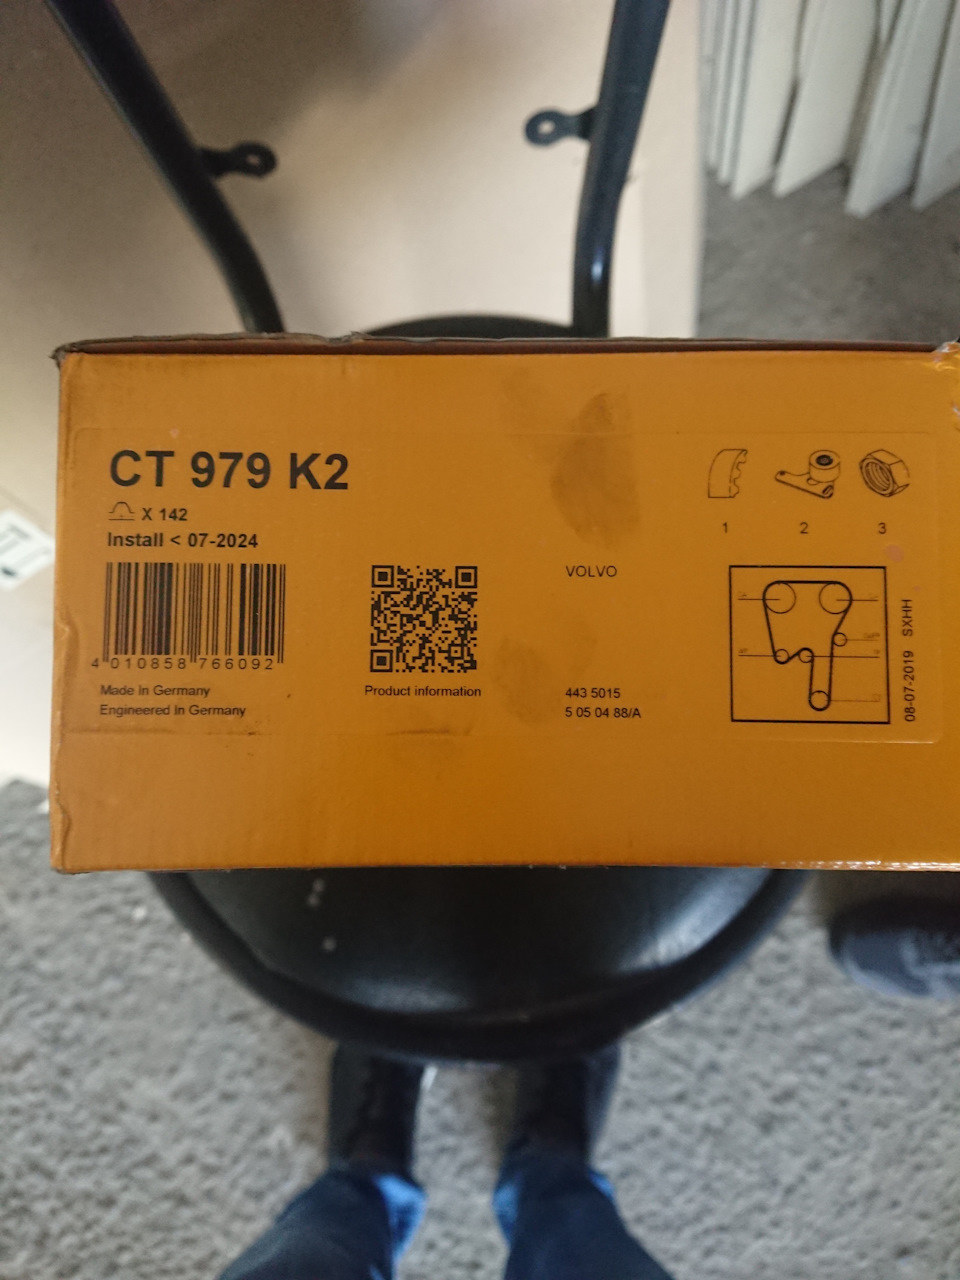 CT 979 K2
X 142
Install < 07-2024
4 010858 766092
Made In Germany
Engineered In Germany
Product information
VOLVO
443 5015
5 05 04 88/A
1 2 3
08-07-2019 SXHH